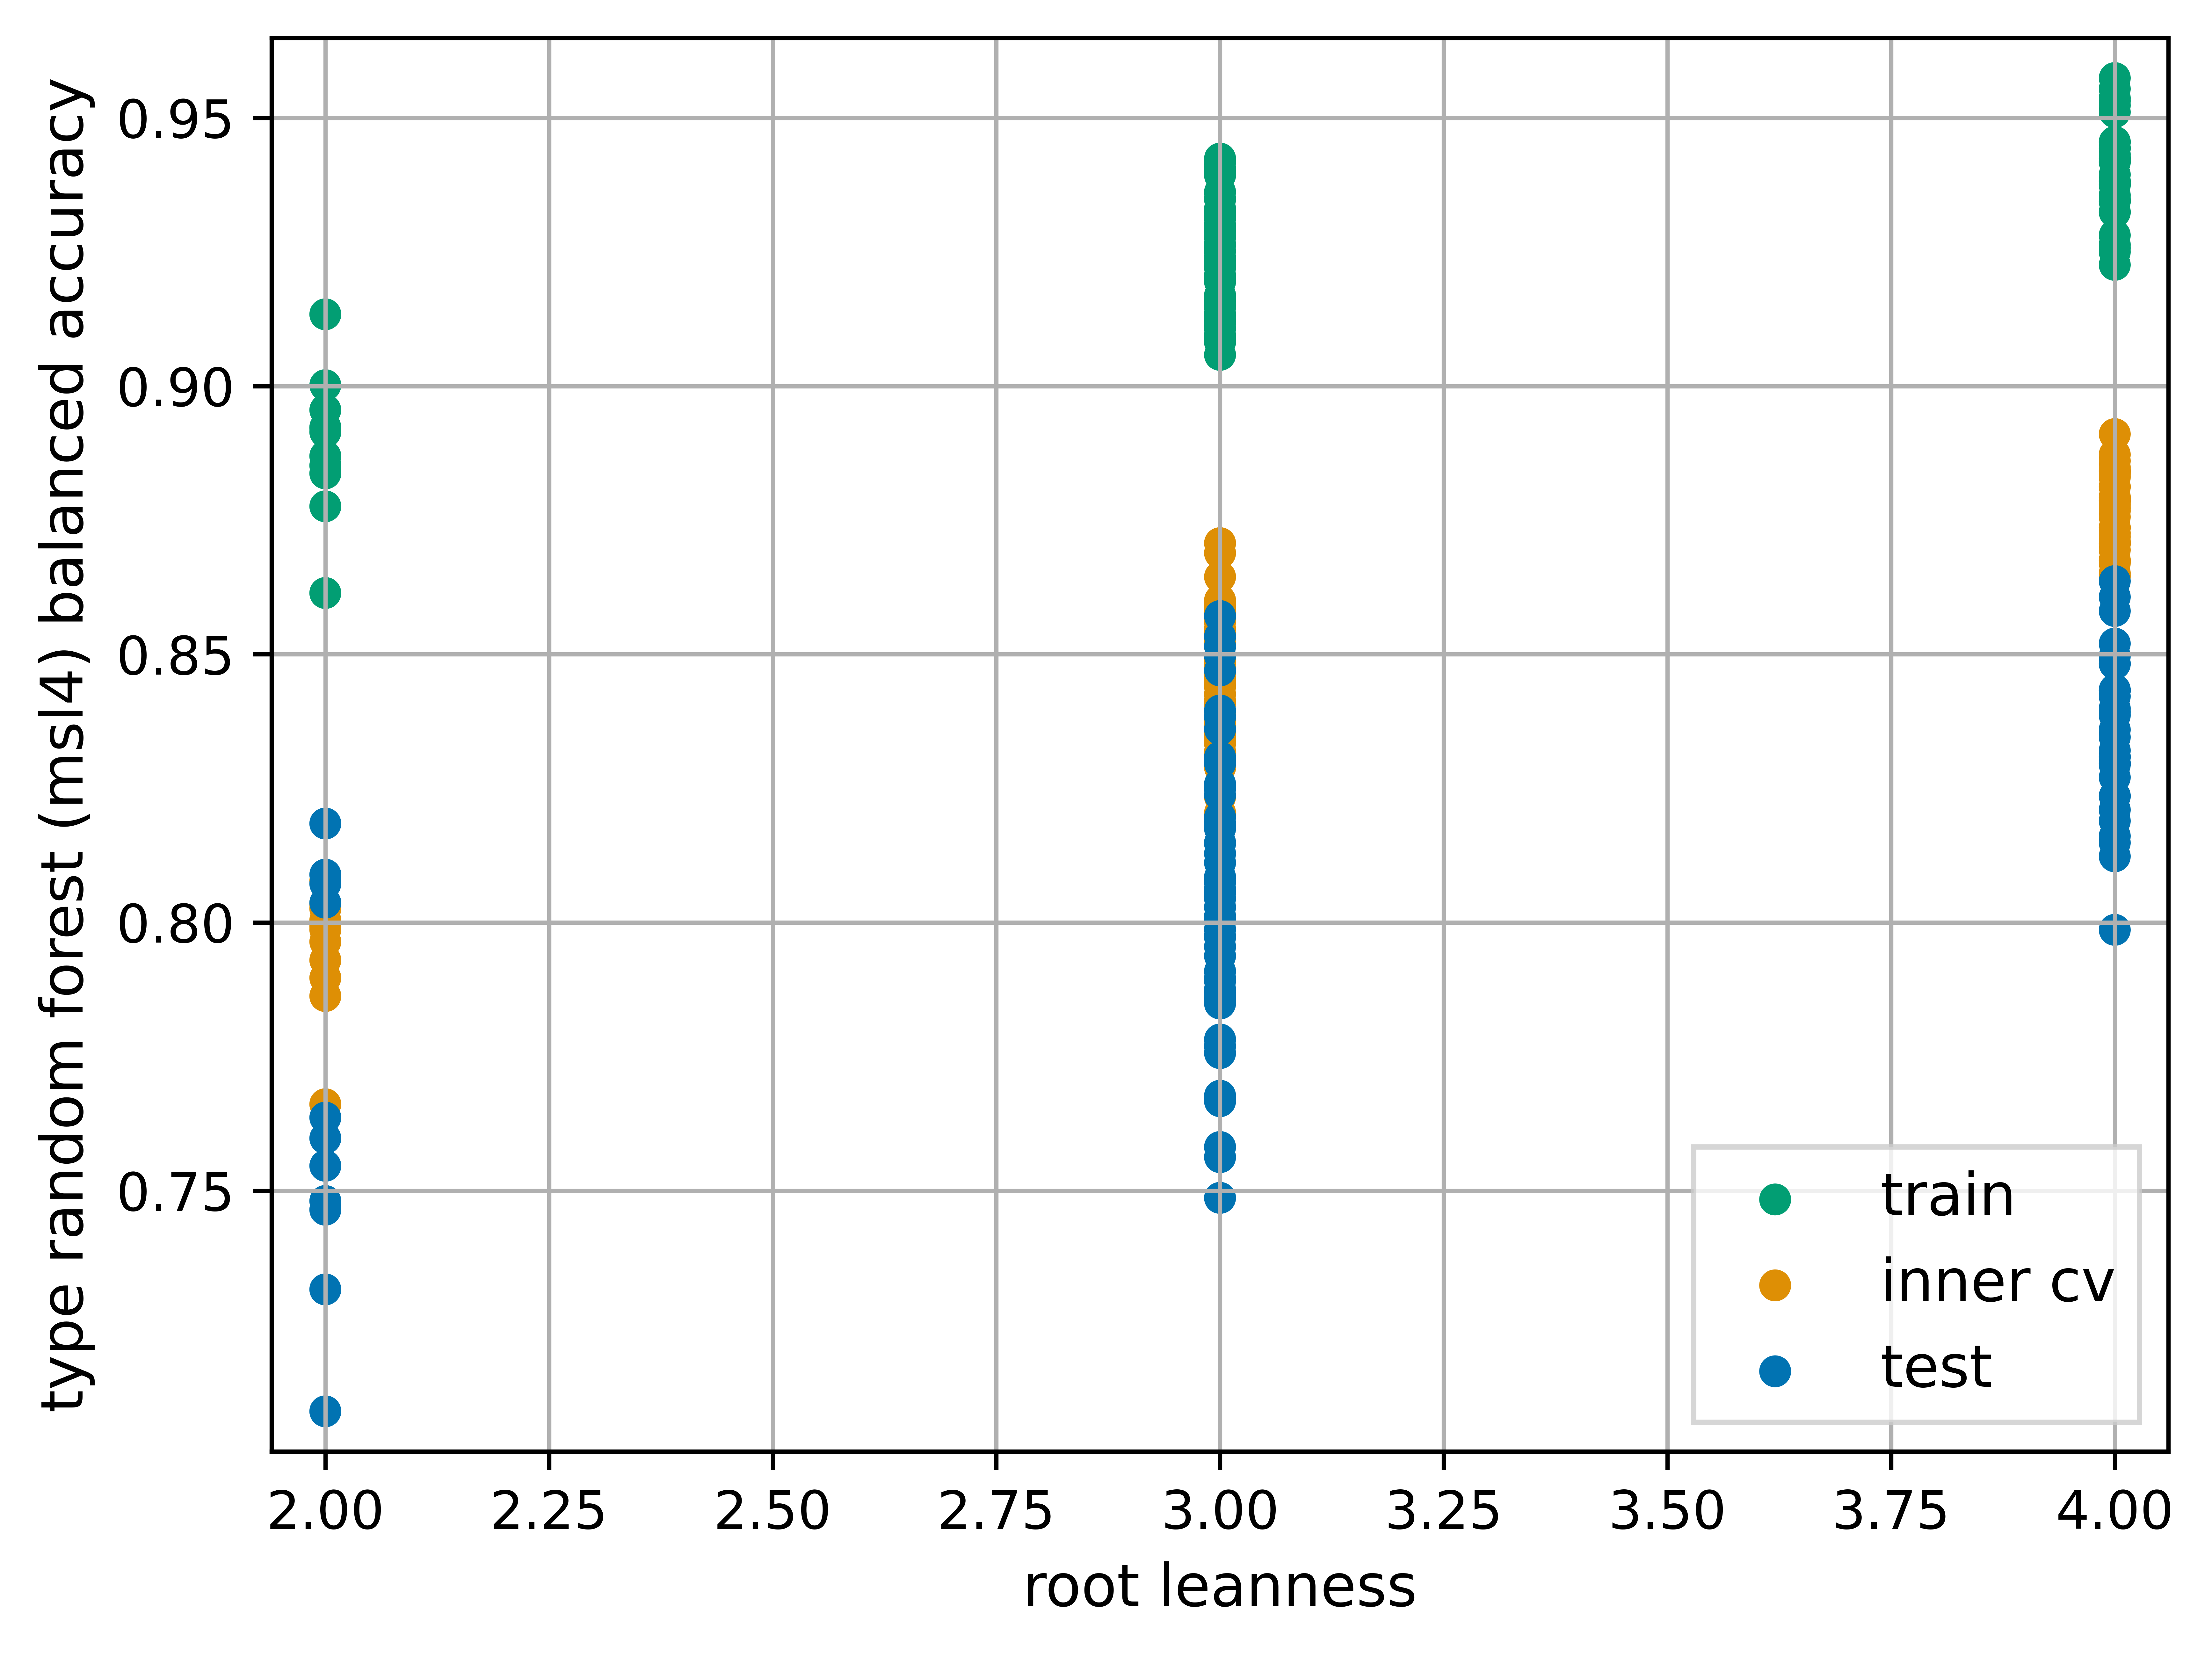 type random forest (msl4) balanced accuracy
0.95
0.90
0.85
0.80
0.75
train
inner cv
test
2.00 2.25 2.50 2.75 3.00 3.25 3.50 3.75 4.00
root leanness